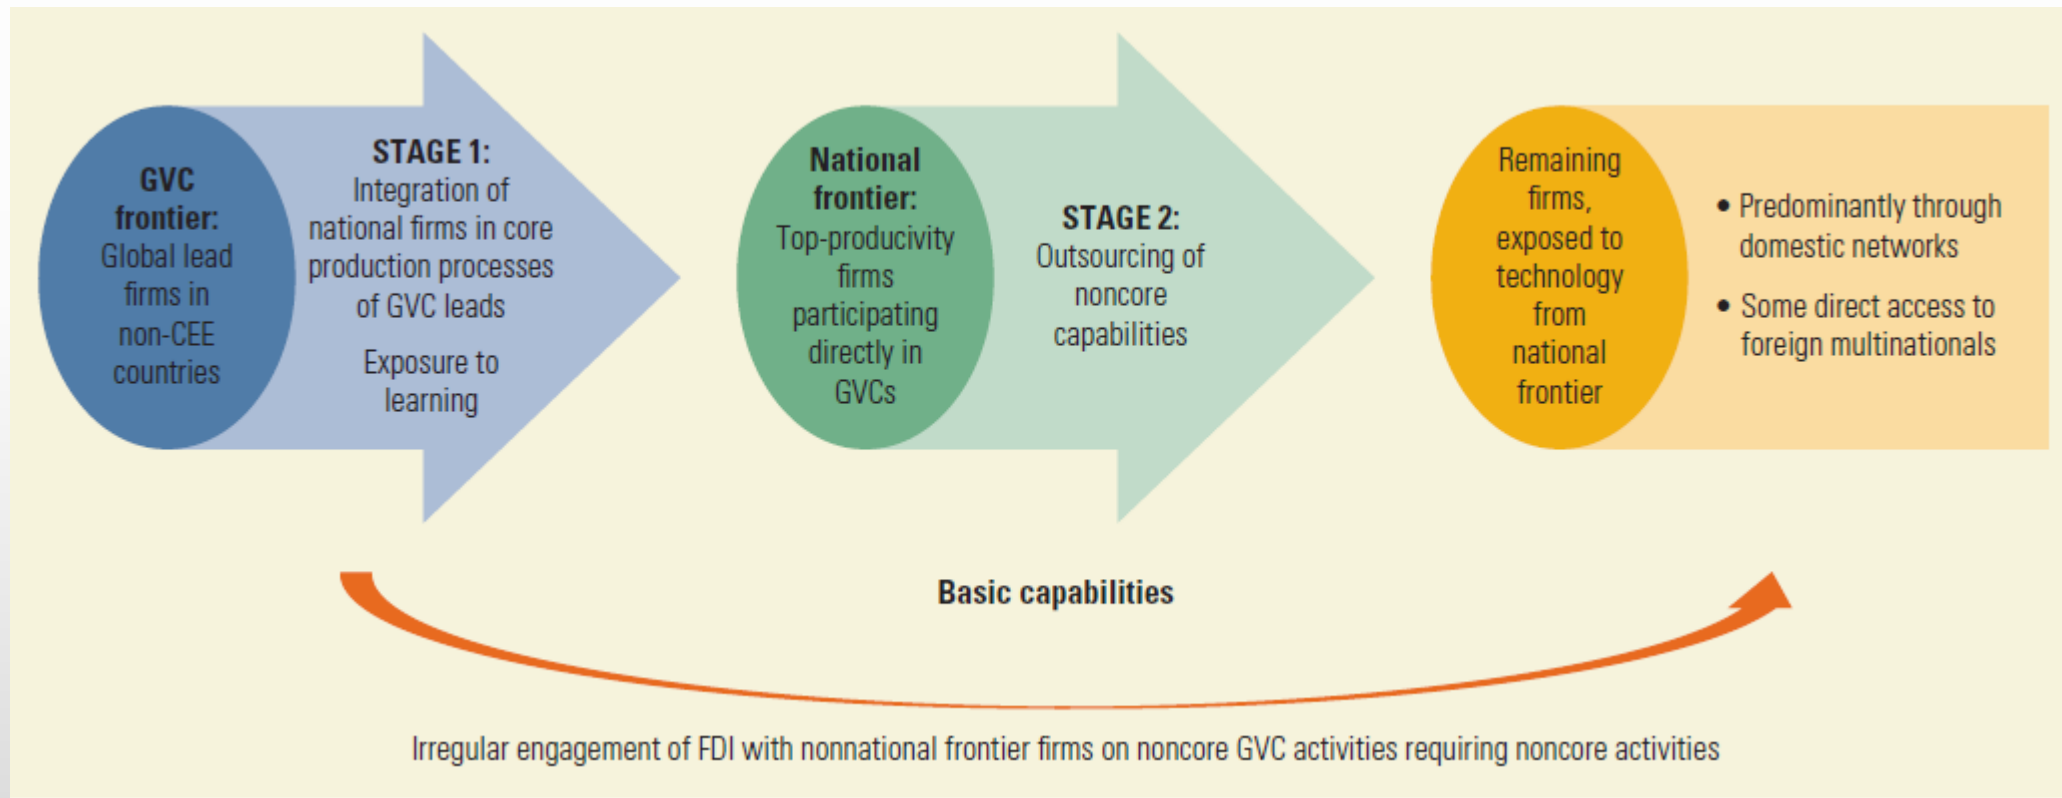 GVC
frontier:
Global lead
firms in
non-CEE
countries
STAGE 1:
Integration of
national firms in core
production processes
of GVC leads
Exposure to
learning
National
frontier:
Top-producivity
firms
participating
directly in
GVCs
STAGE 2:
Outsourcing of
noncore
capabilities
Remaining
firms,
exposed to
technology
from
national
frontier
• Predominantly through
domestic networks
• Some direct access to
foreign multinationals
Basic capabilities
Irregular engagement of FDI with nonnational frontier firms on noncore GVC activities requiring noncore activities